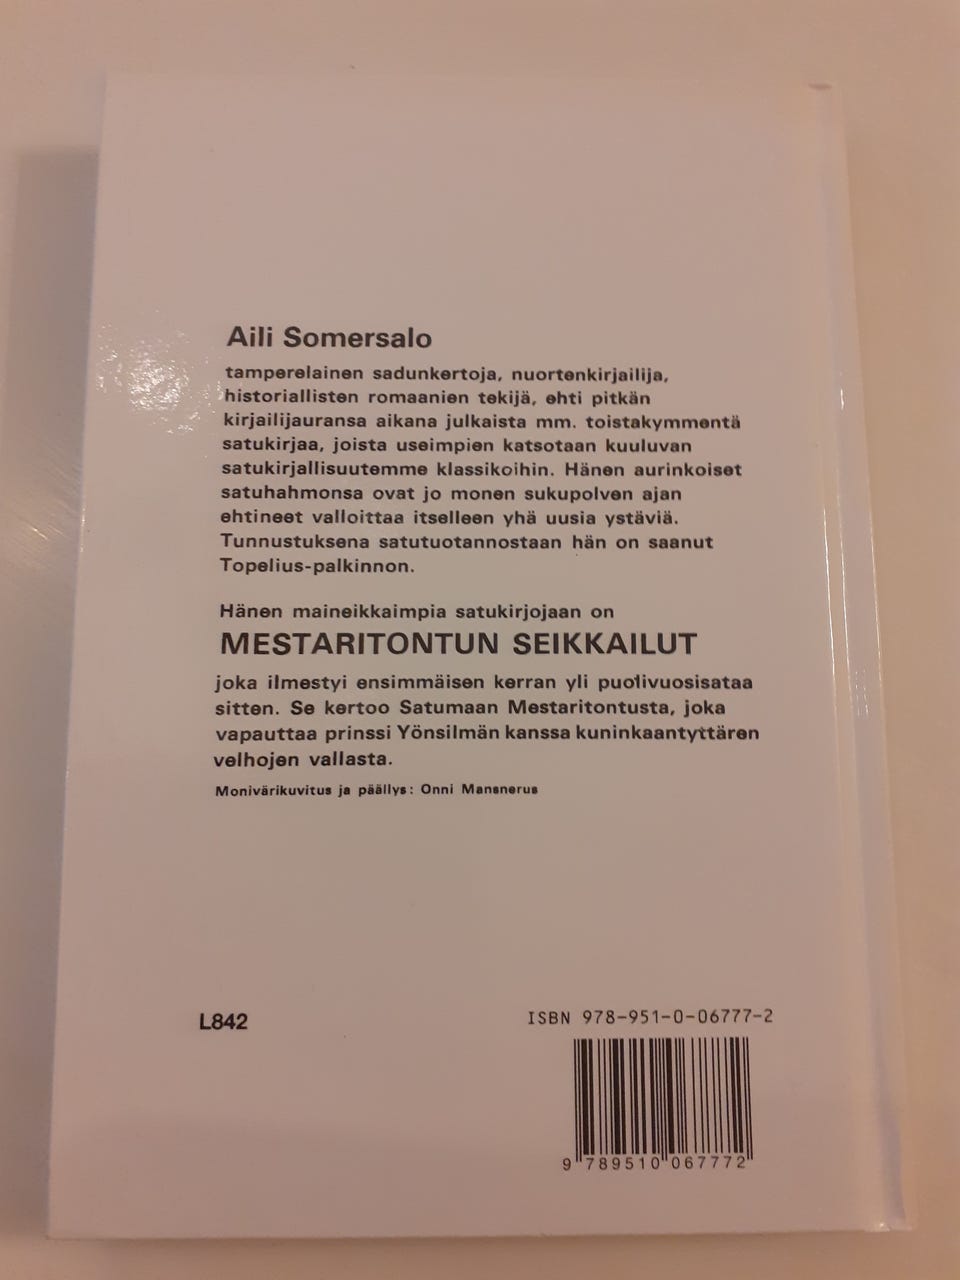 Aili Somersalo
tamperelainen sadunkertoja, nuortenkirjailija,
historiallisten romaanien tekijä, ehti pitkän
kirjailijauransa aikana julkaista mm. toistakymmentä
satukirjaa, joista useimpien katsotaan kuuluvan
satukirjallisuutemme klassikoihin. Hänen aurinkoiset
satuhahmonsa ovat jo monen sukupolven ajan
ehtineet valloittaa itselleen yhä uusia ystäviä.
Tunnustuksena satutuotannostaan hän on saanut
Topelius-palkinnon.
Hänen maineikkaimpia satukirjojaan on
MESTARITONTUN SEIKKAILUT
joka ilmestyi ensimmäisen kerran yli puolivuosisataa
sitten. Se kertoo Satumaan Mestaritontusta, joka
vapauttaa prinssi Yönsilmän kanssa kuninkaantyttären
velhojen vallasta.
Monivärikuvitus ja päällys: Onni Mansnerus
L842
ISBN 978-951-0-06777-2
9 789510 067772